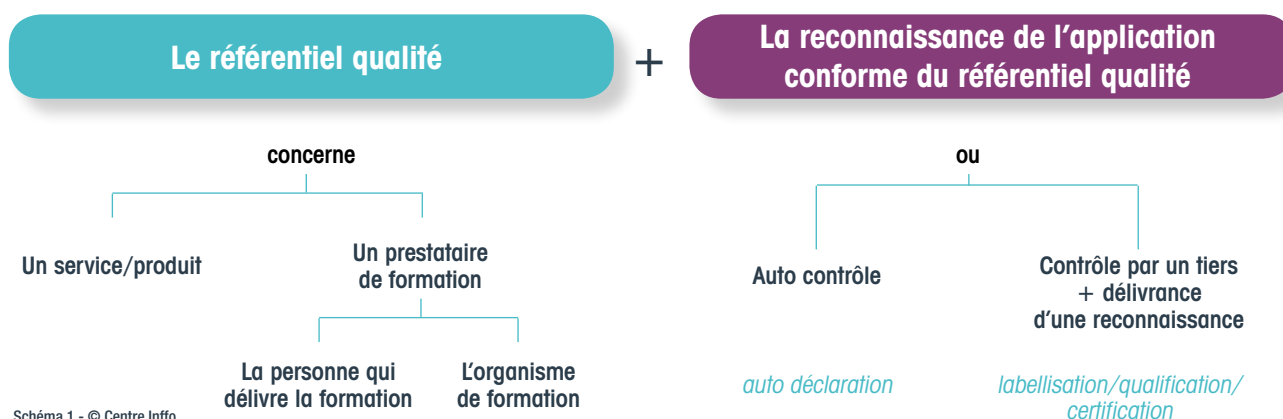 Le référentiel qualité
+
La reconnaissance de l'application
conforme du référentiel qualité
concerne
Un service/produit
Un prestataire
de formation
La personne qui
délivre la formation
L'organisme
de formation
ou
Auto contrôle
Contrôle par un tiers
+ délivrance
d'une reconnaissance
auto déclaration
labellisation/qualification/
certification
Schéma 1 - © Centre Inffo